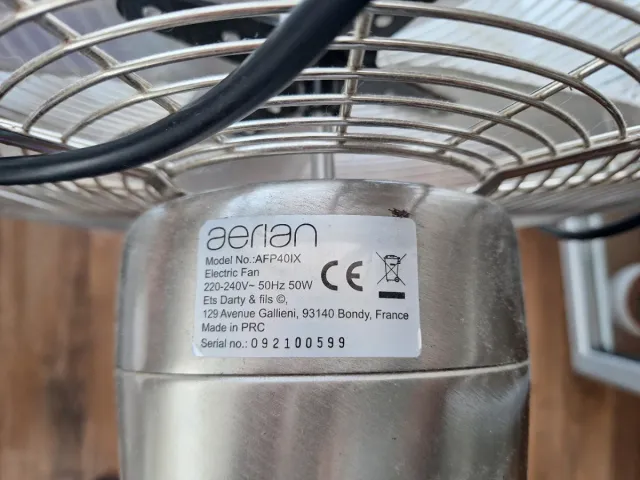 aerian
Model No.:AFP40IX
Electric Fan
220-240V~ 50Hz 50W
Ets Darty & fils ©,
129 Avenue Gallieni, 93140 Bondy, France
Made in PRC
Serial no.: 092100599
CE